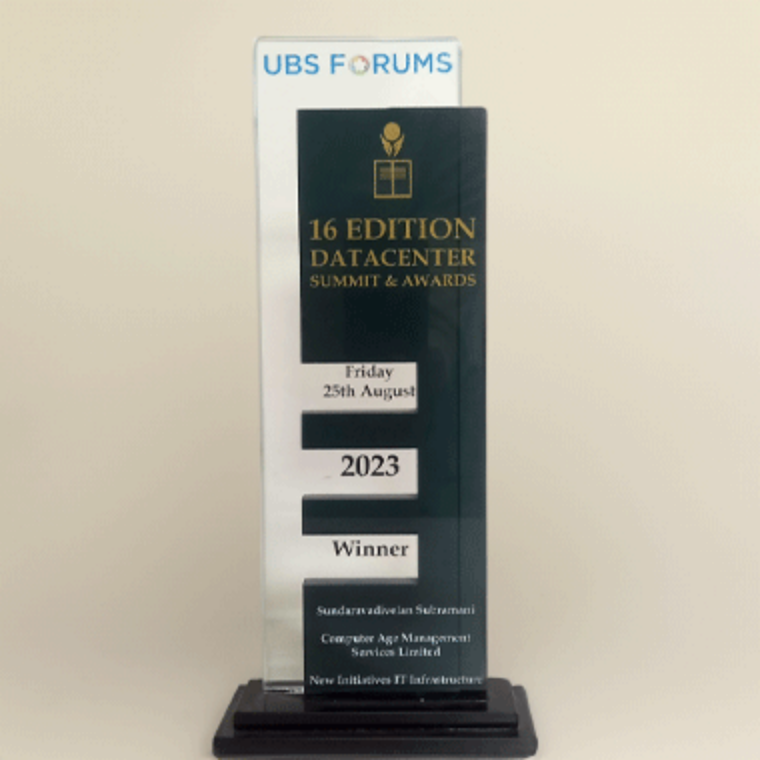 UBS FORUMS
16 EDITION
DATACENTER
SUMMIT & AWARDS
Friday
25th August
2023
Winner
Sundaravadivelan Subramani
Computer Age Management
Services Limited
New Initiatives IT Infrastructure